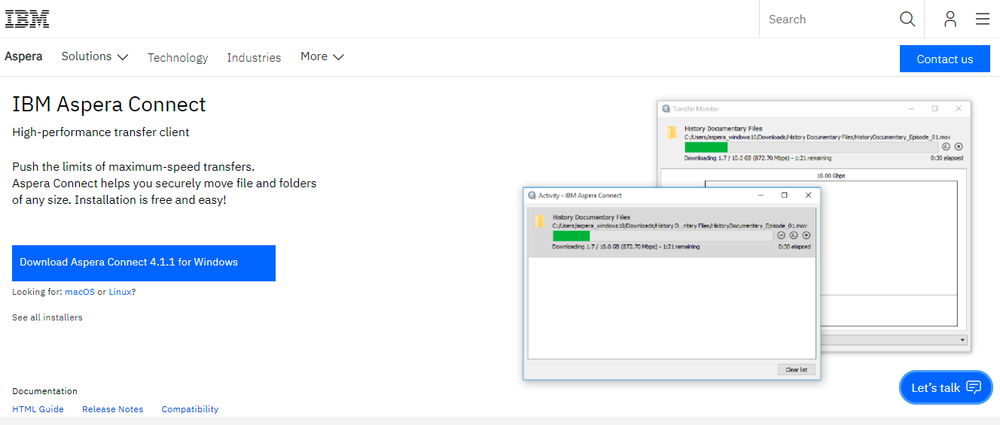 IBM
Search
Aspera Solutions Technology Industries More
Contact us
IBM Aspera Connect
High-performance transfer client
Push the limits of maximum-speed transfers.
Aspera Connect helps you securely move file and folders
of any size. Installation is free and easy!
Download Aspera Connect 4.1.1 for Windows
Looking for: macOS or Linux?
See all installers
Documentation
HTML Guide Release Notes Compatibility
Transfer Monitor
History Documentary Files
C:/Users/aspera_windows10/Downloads/History Documentary Files/HistoryDocumentary_Episode_01.mov
Downloading 1.7 / 10.0 GB (872.70 Mbps) - 1:21 remaining 0:30 elapsed
10.00 Gbps
Activity - IBM Aspera Connect
History Documentary Files
C:/Users/aspera_windows10/Downloads/History D...ntary Files/HistoryDocumentary_Episode_01.mov
Downloading 1.7 / 10.0 GB (872.70 Mbps) - 1:21 remaining 0:30 elapsed
Clear list
Let's talk